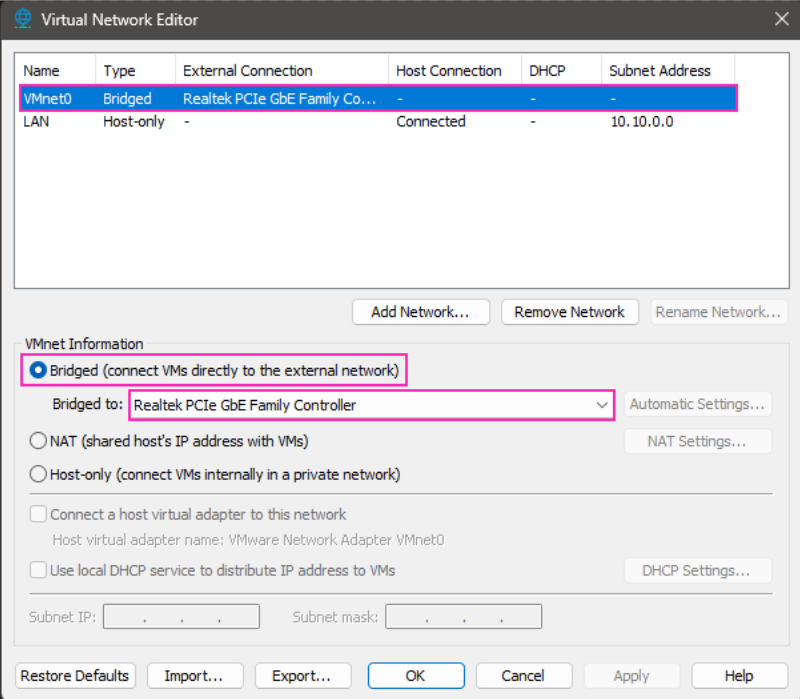 Virtual Network Editor
Name Type External Connection Host Connection DHCP Subnet Address
VMnet0 Bridged Realtek PCIe GbE Family Co... - - -
LAN Host-only - Connected - 10.10.0.0
Add Network... Remove Network Rename Network...
VMnet Information
Bridged (connect VMs directly to the external network)
Bridged to: Realtek PCIe GbE Family Controller Automatic Settings...
NAT (shared host's IP address with VMs) NAT Settings...
Host-only (connect VMs internally in a private network)
Connect a host virtual adapter to this network
Host virtual adapter name: VMware Network Adapter VMnet0
Use local DHCP service to distribute IP address to VMs DHCP Settings...
Subnet IP: . . . Subnet mask: . . .
Restore Defaults Import... Export... OK Cancel Apply Help